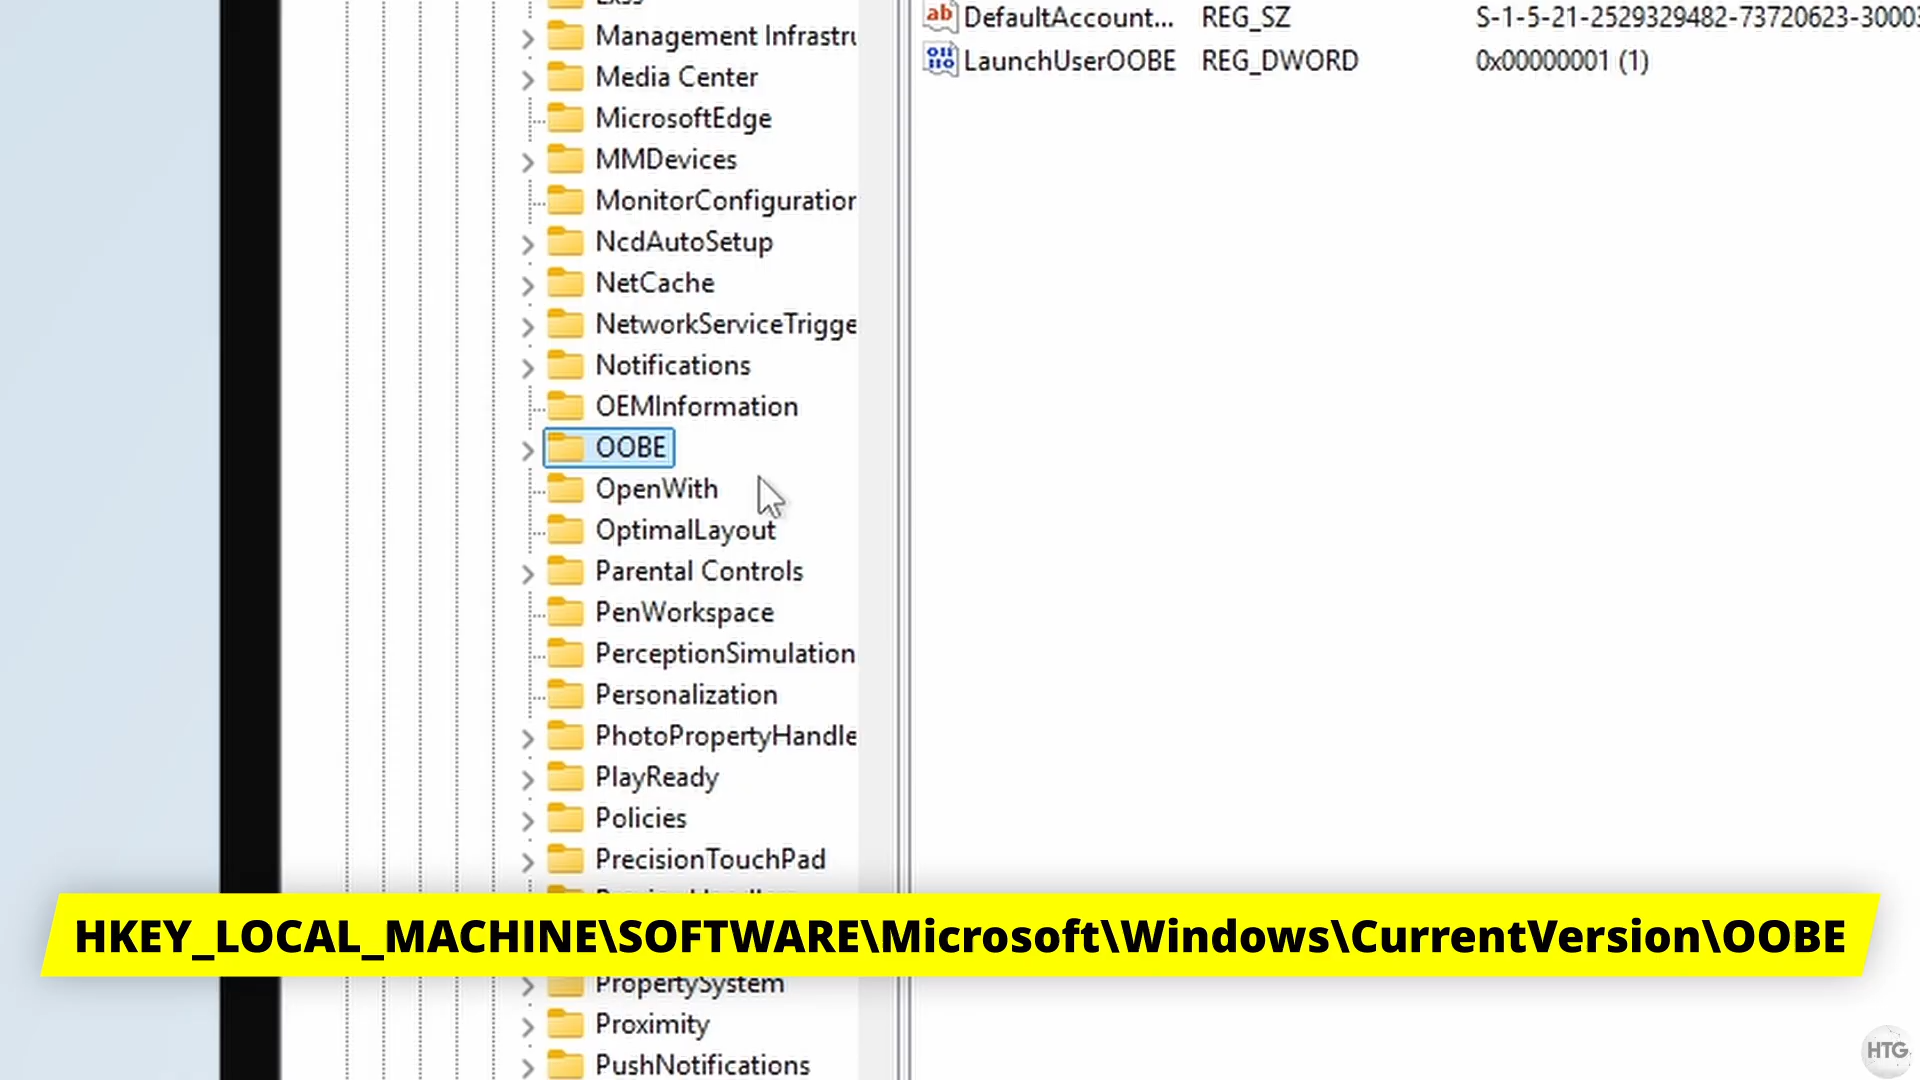 Management Infrastru
Media Center
MicrosoftEdge
MMDevices
MonitorConfiguration
NcdAutoSetup
NetCache
NetworkServiceTrigge
Notifications
OEMInformation
OOBE
OpenWith
OptimalLayout
Parental Controls
PenWorkspace
PerceptionSimulation
Personalization
PhotoPropertyHandle
PlayReady
Policies
PrecisionTouchPad
PropertySystem
Proximity
PushNotifications
DefaultAccount... REG_SZ S-1-5-21-2529329482-73720623-30003
LaunchUserOOBE REG_DWORD 0x00000001 (1)
HKEY_LOCAL_MACHINE\SOFTWARE\Microsoft\Windows\CurrentVersion\OOBE
HTG